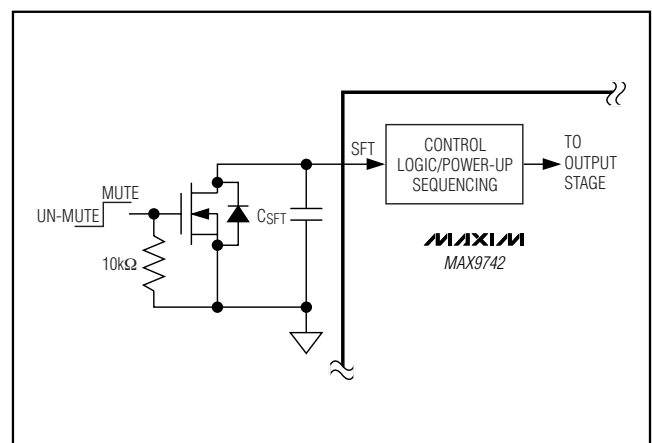 SFT
CONTROL
LOGIC/POWER-UP
SEQUENCING
TO
OUTPUT
STAGE
MUTE
UN-MUTE
CSFT
10kΩ
MAXIM
MAX9742